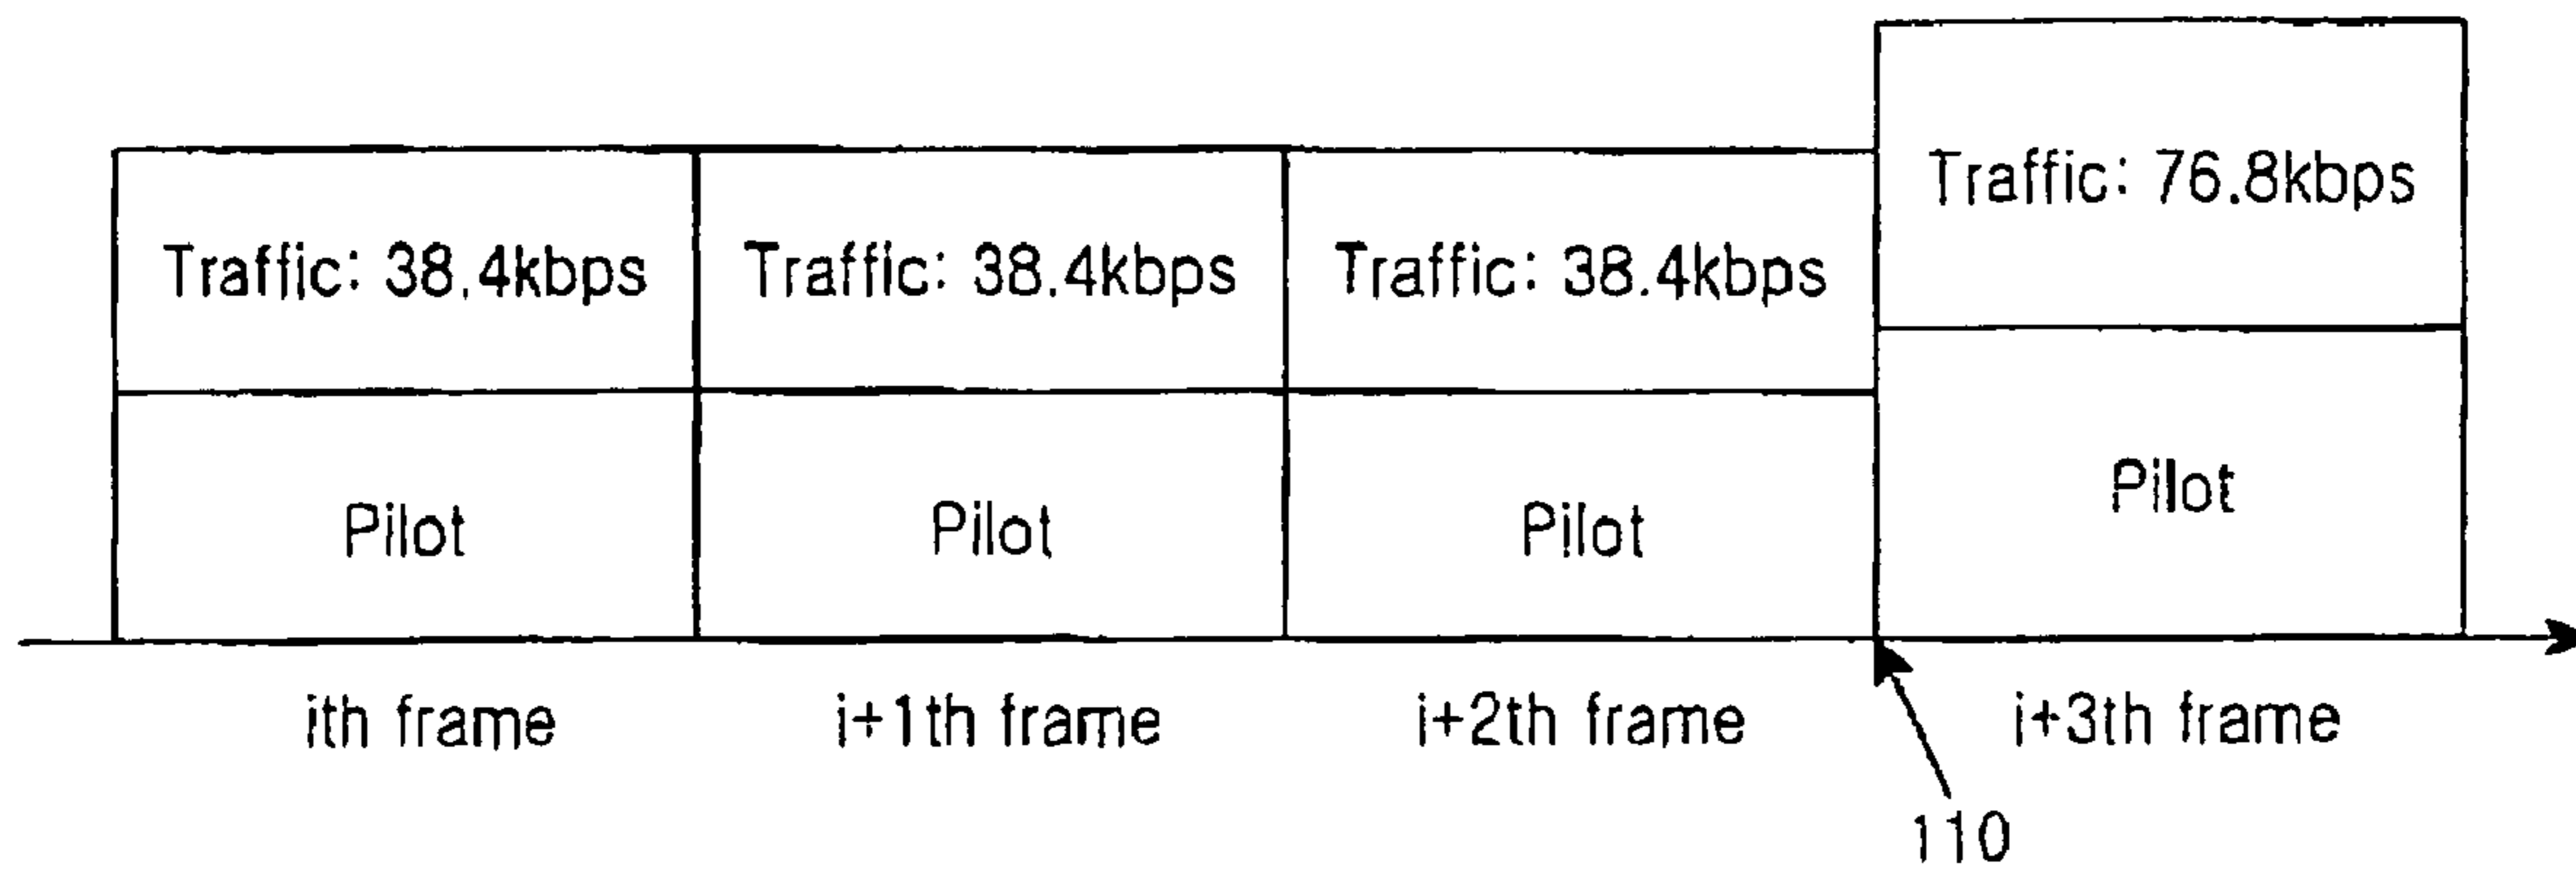 Traffic: 76.8kbps
Traffic: 38.4kbps Traffic: 38.4kbps Traffic: 38.4kbps
Pilot
Pilot Pilot Pilot
ith frame i+1th frame i+2th frame i+3th frame
110